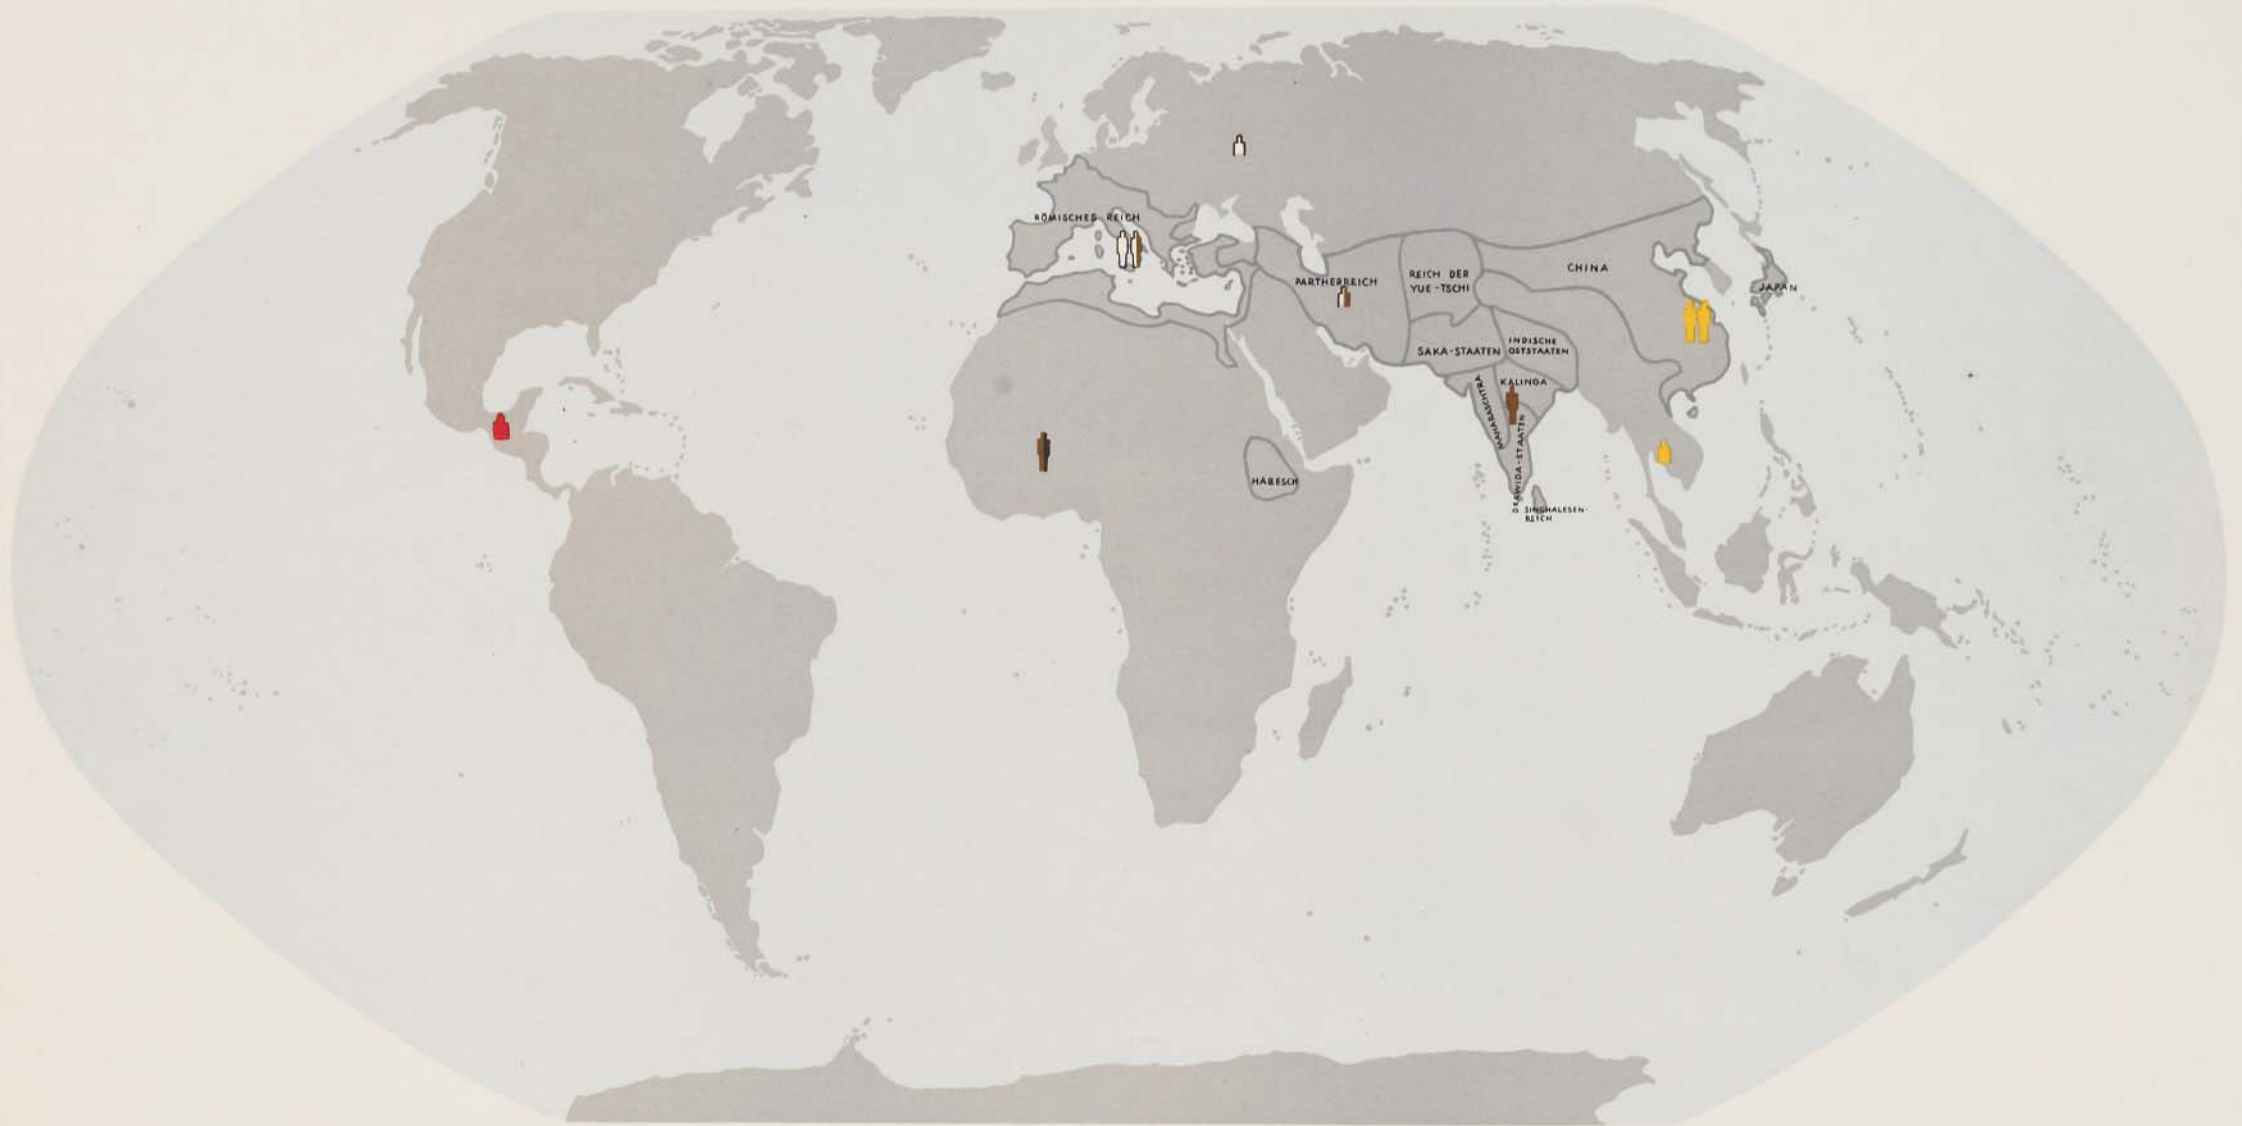 RÖMISCHES REICH
PARTHERREICH
REICH DER
YUE-TSCHI
CHINA
JAPAN
SAKA-STAATEN
INDISCHE
OSTSTAATEN
KALINGA
MAHARASCHTRA
DRAWIDA-STAATEN
HABESCH
SINGHALESEN-
REICH